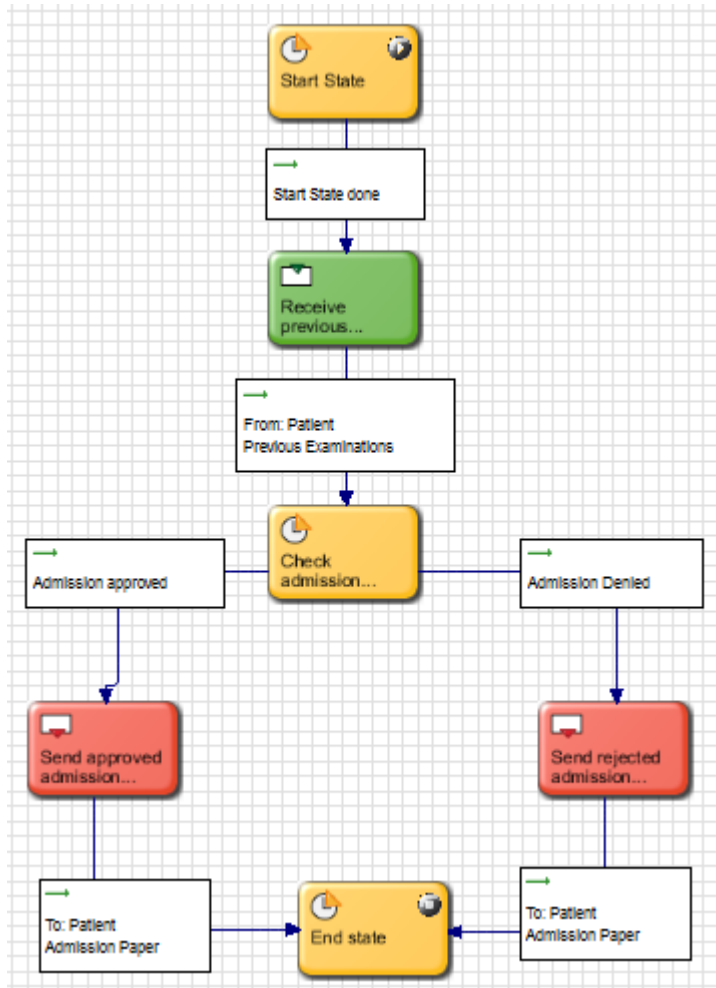 Start State
Start State done
Receive
previous...
From: Patient
Previous Examinations
Check
admission...
Admission approved
Admission Denied
Send approved
admission...
Send rejected
admission...
To: Patient
Admission Paper
End state
To: Patient
Admission Paper